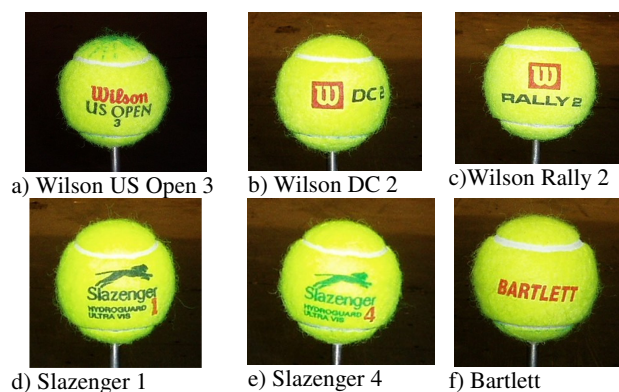 Wilson
US OPEN
3
W DC 2
W
RALLY 2
a) Wilson US Open 3
b) Wilson DC 2
c)Wilson Rally 2
Slazenger
HYDROGUARD
ULTRA VIS 1
Slazenger
HYDROGUARD
ULTRA VIS 4
BARTLETT
d) Slazenger 1
e) Slazenger 4
f) Bartlett